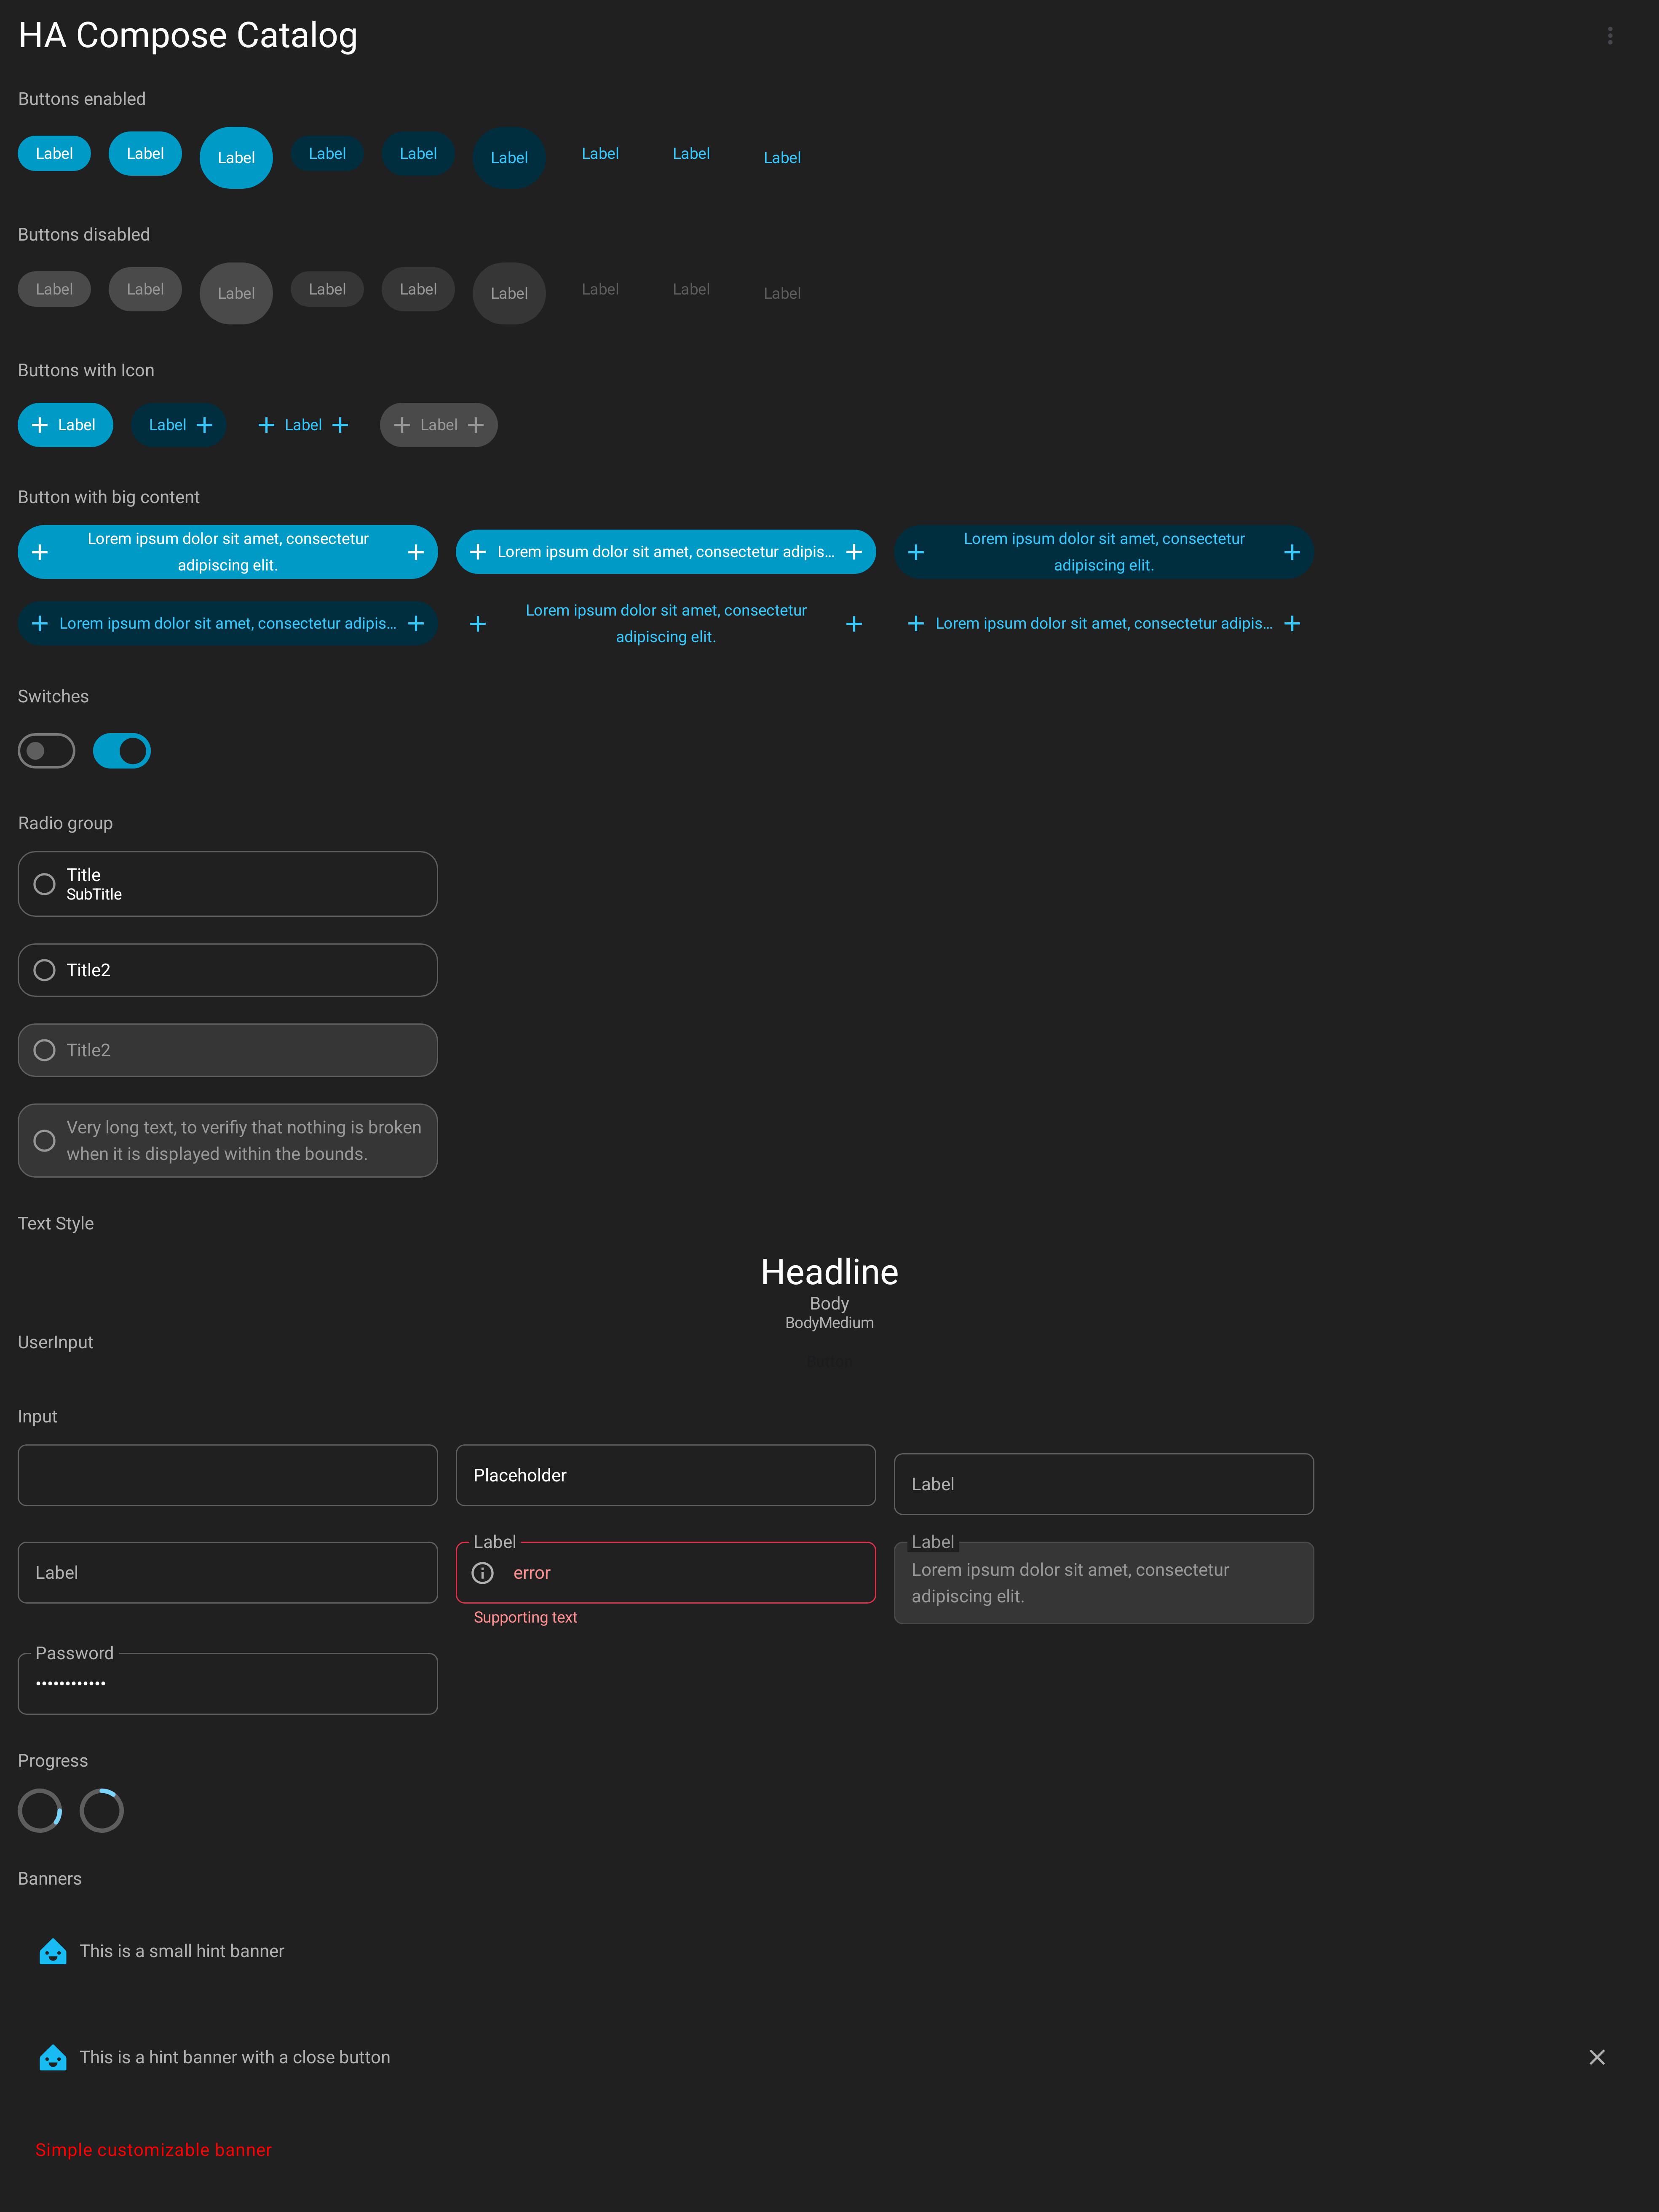 HA Compose Catalog
Buttons enabled
Label Label Label Label Label Label Label Label Label
Buttons disabled
Label Label Label Label Label Label Label Label Label
Buttons with Icon
Label Label Label Label
Button with big content
Lorem ipsum dolor sit amet, consectetur
adipiscing elit.
Lorem ipsum dolor sit amet, consectetur adipis...
Lorem ipsum dolor sit amet, consectetur
adipiscing elit.
Lorem ipsum dolor sit amet, consectetur adipis...
Lorem ipsum dolor sit amet, consectetur
adipiscing elit.
Lorem ipsum dolor sit amet, consectetur adipis...
Switches
Radio group
Title
SubTitle
Title2
Title2
Very long text, to verifiy that nothing is broken
when it is displayed within the bounds.
Text Style
Headline
Body
BodyMedium
UserInput
Input
Placeholder
Label
Label
Label
error
Supporting text
Label
Lorem ipsum dolor sit amet, consectetur
adipiscing elit.
Password
••••••••••••
Progress
Banners
This is a small hint banner
This is a hint banner with a close button
Simple customizable banner